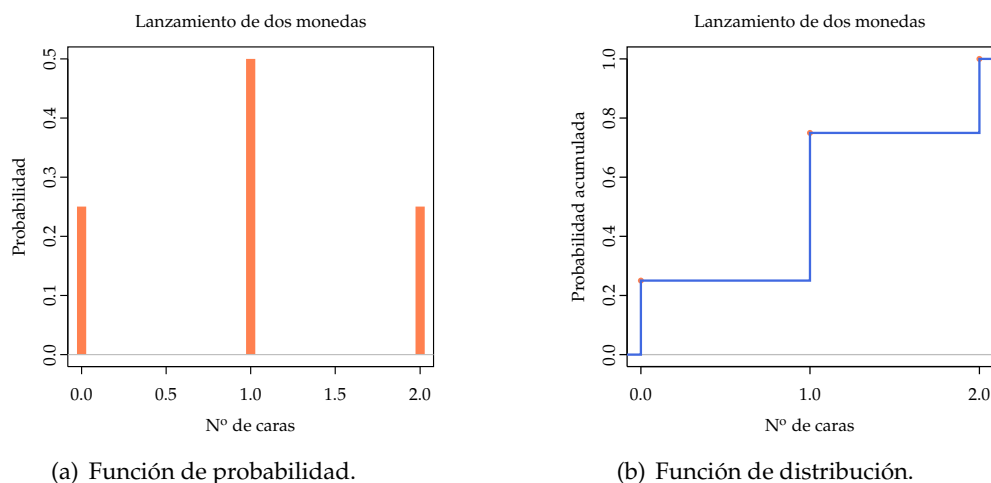 Lanzamiento de dos monedas
Probabilidad
0.5
0.4
0.3
0.2
0.1
0.0
0.0 0.5 1.0 1.5 2.0
Nº de caras
(a) Función de probabilidad.
Lanzamiento de dos monedas
Probabilidad acumulada
1.0
0.8
0.6
0.4
0.2
0.0
0.0 1.0 2.0
Nº de caras
(b) Función de distribución.